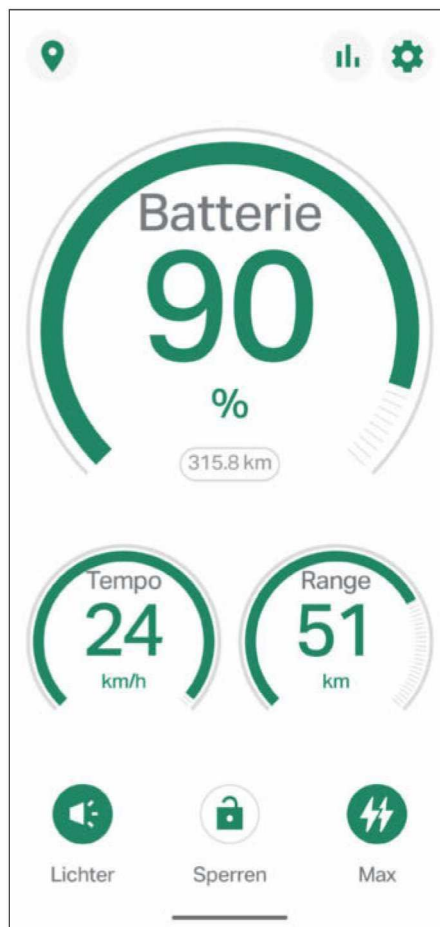 Batterie
90
%
315.8 km
Tempo
Range
24
51
km/h
km
Lichter
Sperren
Max